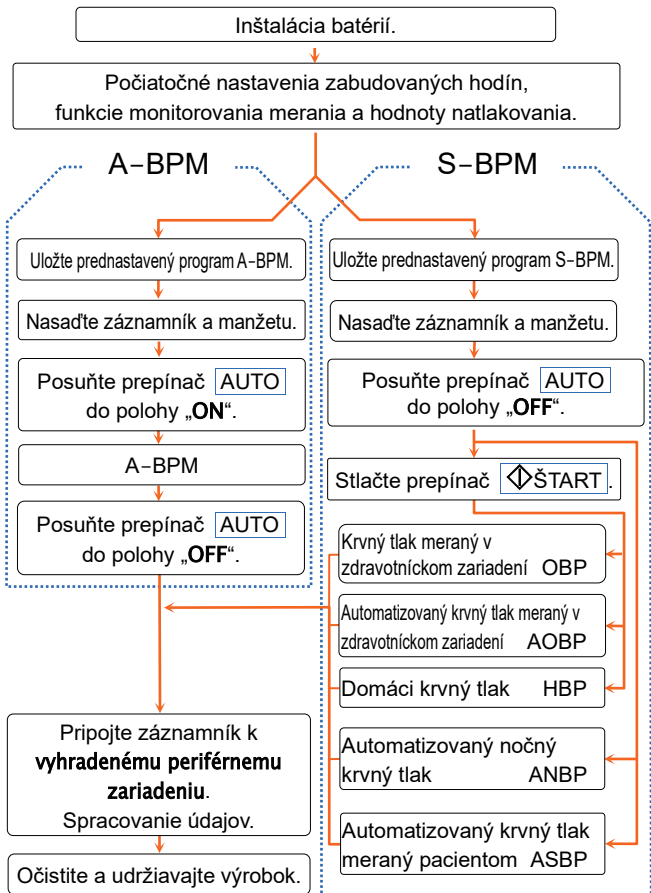 Inštalácia batérií.
Počiatočné nastavenia zabudovaných hodín,
funkcie monitorovania merania a hodnoty natlakovania.
A–BPM
Uložte prednastavený program A–BPM.
Nasaďte záznamník a manžetu.
Posuňte prepínač AUTO
do polohy „ON“.
A–BPM
Posuňte prepínač AUTO
do polohy „OFF“.
S–BPM
Uložte prednastavený program S–BPM.
Nasaďte záznamník a manžetu.
Posuňte prepínač AUTO
do polohy „OFF“.
Stlačte prepínač ŠTART.
Krvný tlak meraný v
zdravotníckom zariadení OBP
Automatizovaný krvný tlak meraný v
zdravotníckom zariadení AOBP
Domáci krvný tlak HBP
Automatizovaný nočný
krvný tlak ANBP
Automatizovaný krvný tlak
meraný pacientom ASBP
Pripojte záznamník k
vyhradenému periférnemu
zariadeniu.
Spracovanie údajov.
Očistite a udržiavajte výrobok.